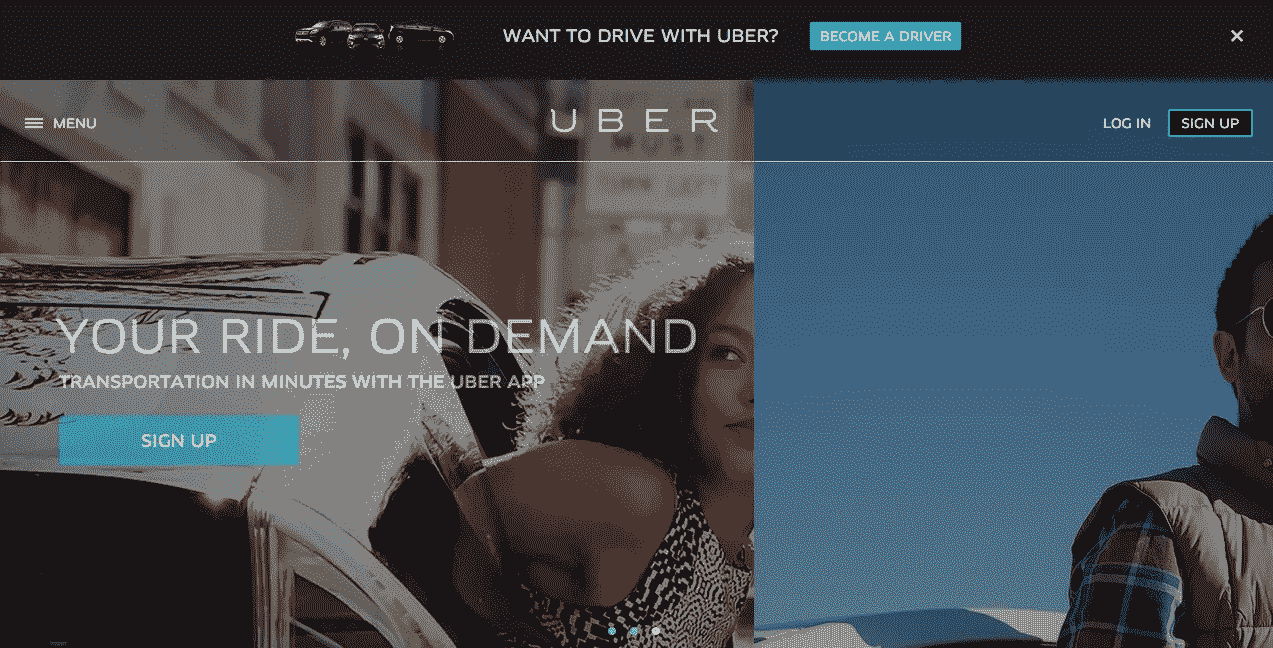 WANT TO DRIVE WITH UBER? BECOME A DRIVER ×
MENU UBER LOG IN SIGN UP
YOUR RIDE, ON DEMAND
TRANSPORTATION IN MINUTES WITH THE UBER APP
SIGN UP